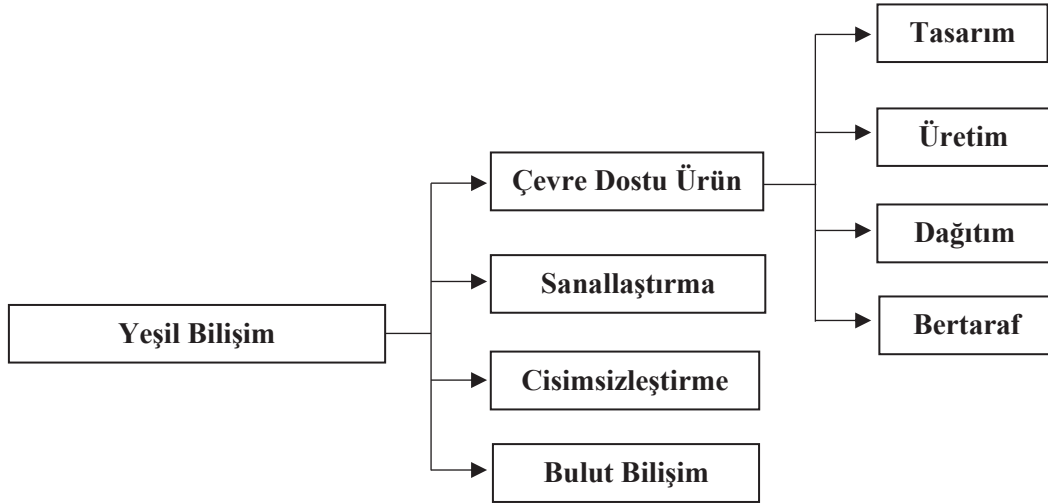 Yeşil Bilişim
Çevre Dostu Ürün
Sanallaştırma
Cisimsizleştirme
Bulut Bilişim
Tasarım
Üretim
Dağıtım
Bertaraf